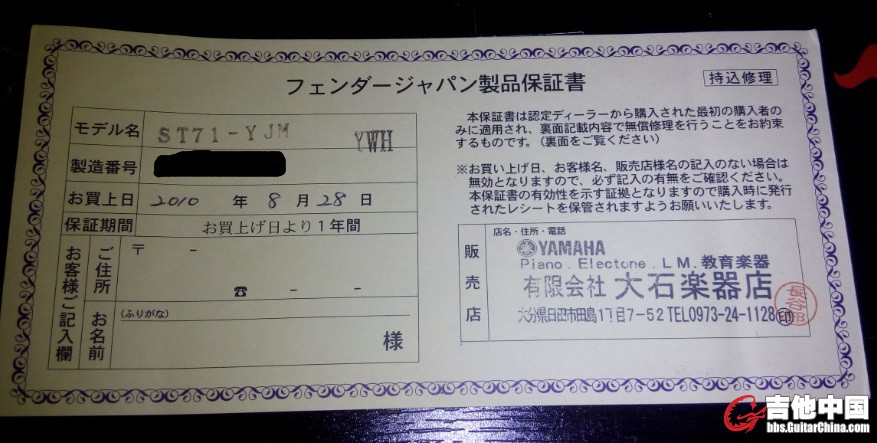 フェンダージャパン製品保証書
持込修理
モデル名 ST71-YJM YWH
製造番号
お買上日 2010 年 8 月 28 日
保証期間 お買上げ日より1年間
お客様ご記入欄
ご住所 〒 - ☎ - -
お名前 (ふりがな) 様
本保証書は認定ディーラーから購入された最初の購入者の
みに適用され、裏面記載内容で無償修理を行うことをお約束
するものです。(裏面をご覧ください)
※お買い上げ日、お客様名、販売店様名の記入のない場合は
無効となりますので、必ず記入の有無をご確認ください。
本保証書の有効性を示す証拠となりますので購入時に発行
されたレシートを保管されますようお願いいたします。
販売店
店名・住所・電話
YAMAHA
Piano. Electone. L M. 教育楽器
有限会社 大石楽器店
大分県日田市田島1丁目7-52 TEL0973-24-1128 印
吉他中国
bbs.GuitarChina.com